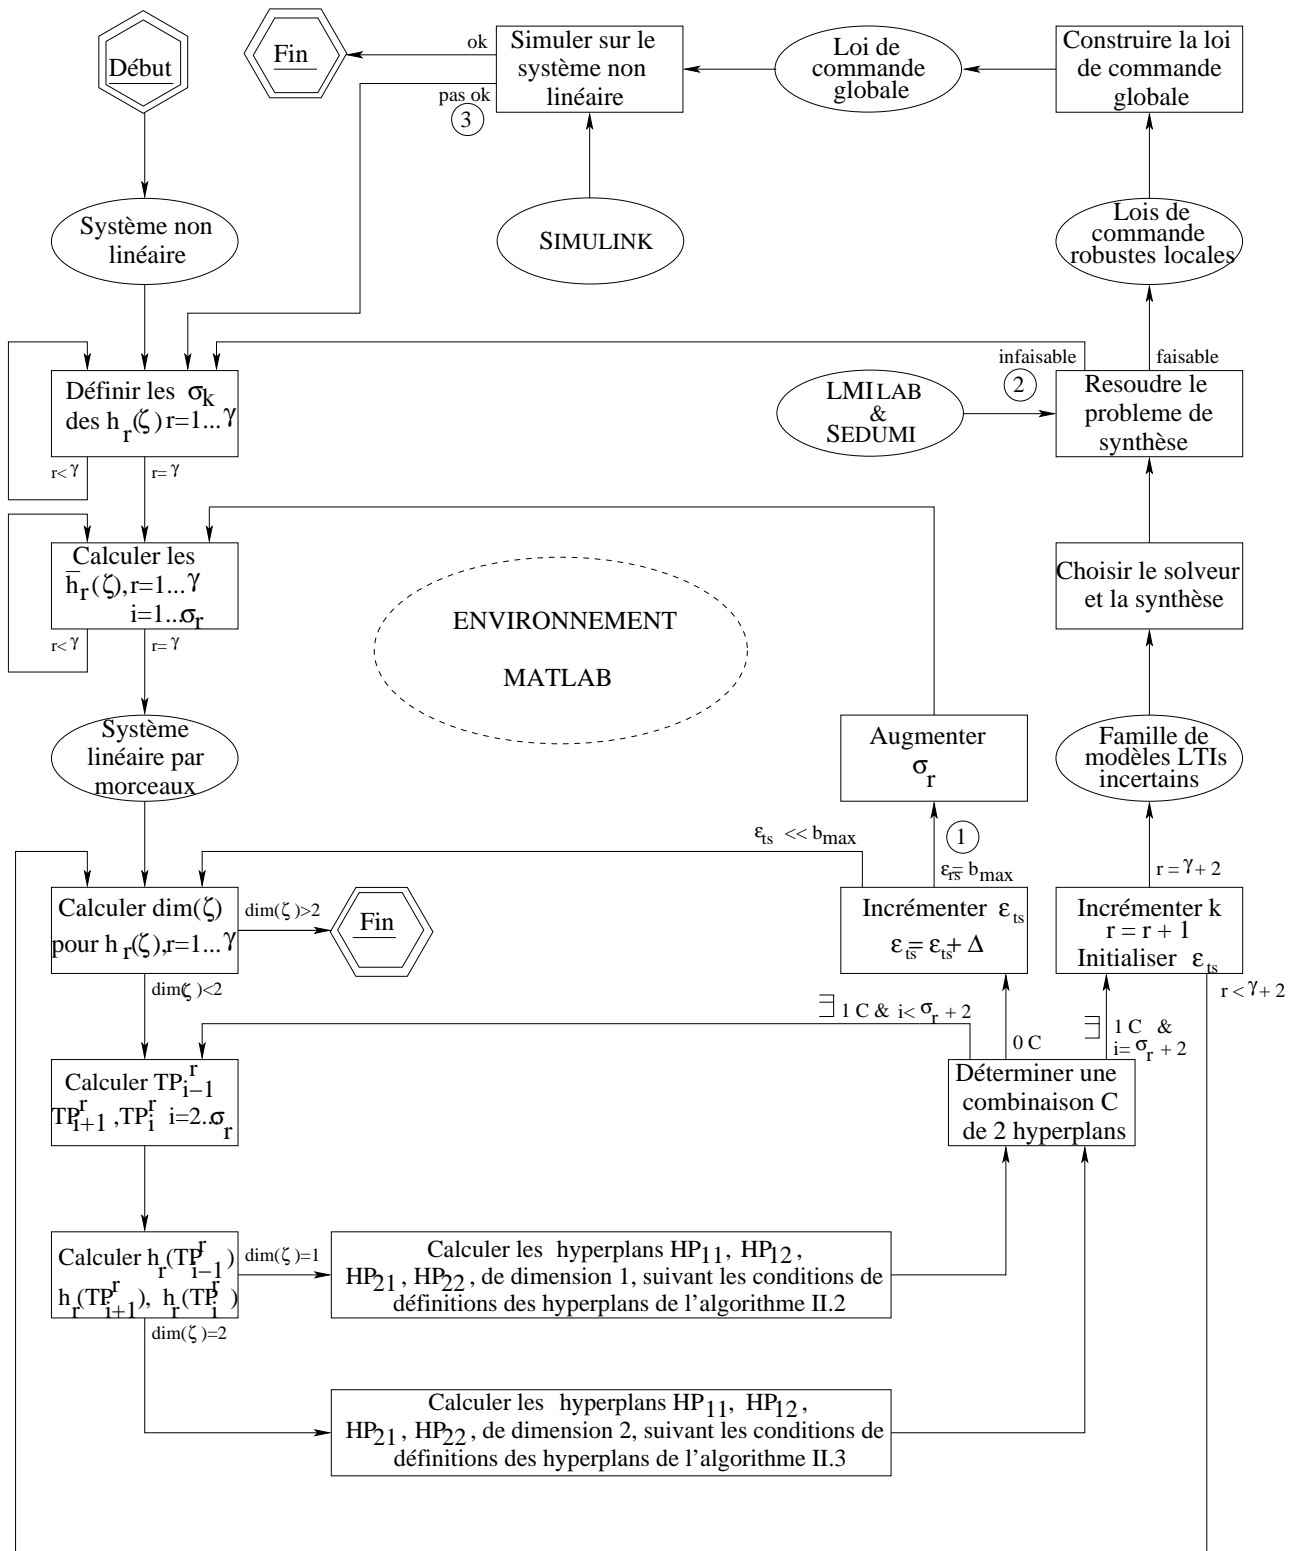 Début
Fin
ok
Simuler sur le
système non
linéaire
pas ok
3
Loi de
commande
globale
Construire la loi
de commande
globale
Système non
linéaire
SIMULINK
Lois de
commande
robustes locales
infaisable
2
faisable
Définir les σk
des h r(ζ) r=1...γ
r<γ
r=γ
LMILAB
&
SEDUMI
Resoudre le
probleme de
synthèse
Calculer les
h̅r(ζ),r=1...γ
i=1...σr
r<γ
r=γ
ENVIRONNEMENT
MATLAB
Choisir le solveur
et la synthèse
Système
linéaire par
morceaux
Augmenter
σr
Famille de
modèles LTIs
incertains
εts << bmax
1
εts= bmax
r = γ + 2
Calculer dim(ζ)
pour h r(ζ),r=1...γ
dim(ζ)>2
Fin
Incrémenter εts
εts= εts+ Δ
Incrémenter k
r = r + 1
Initialiser εts
dim(ζ)<2
r < γ + 2
∃ 1 C & i< σr + 2
0 C
∃ 1 C &
i= σr + 2
Calculer TPʳi−1
TPʳi+1 ,TPʳi i=2..σr
Déterminer une
combinaison C
de 2 hyperplans
Calculer hr(TPʳi−1)
hr(TPʳi+1), hr(TPʳi)
dim(ζ)=1
dim(ζ)=2
Calculer les hyperplans HP11, HP12,
HP21, HP22, de dimension 1, suivant les conditions de
définitions des hyperplans de l'algorithme II.2
Calculer les hyperplans HP11, HP12,
HP21, HP22, de dimension 2, suivant les conditions de
définitions des hyperplans de l'algorithme II.3